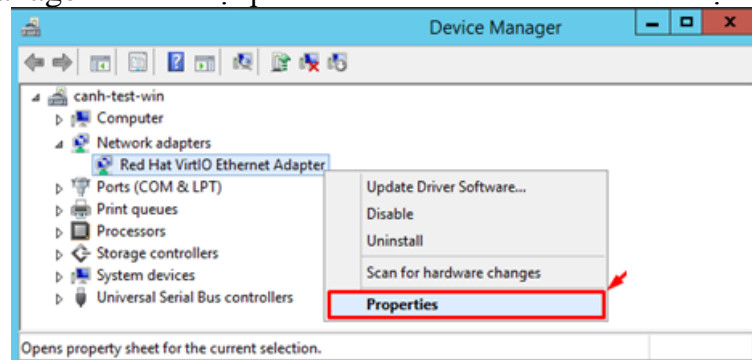 Device Manager
canh-test-win
Computer
Network adapters
Red Hat VirtIO Ethernet Adapter
Ports (COM & LPT)
Print queues
Processors
Storage controllers
System devices
Universal Serial Bus controllers
Update Driver Software...
Disable
Uninstall
Scan for hardware changes
Properties
Opens property sheet for the current selection.